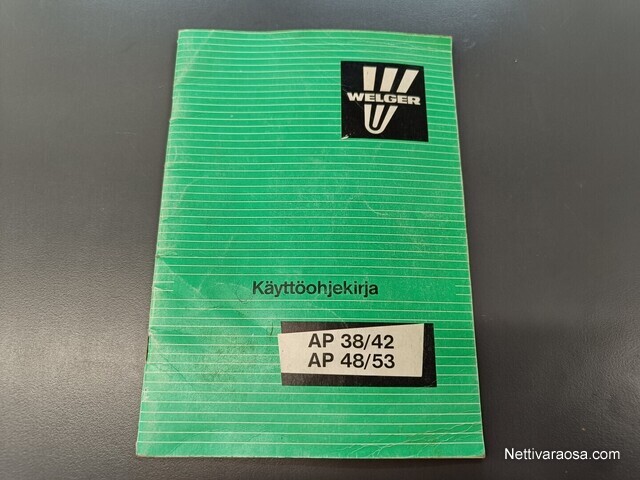 WELGER
Käyttöohjekirja
AP 38/42
AP 48/53
Nettivaraosa.com